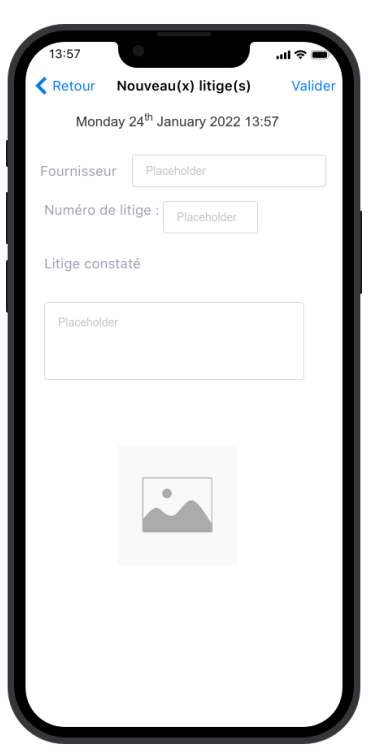 13:57
Retour Nouveau(x) litige(s) Valider
Monday 24th January 2022 13:57
Fournisseur Placeholder
Numéro de litige : Placeholder
Litige constaté
Placeholder